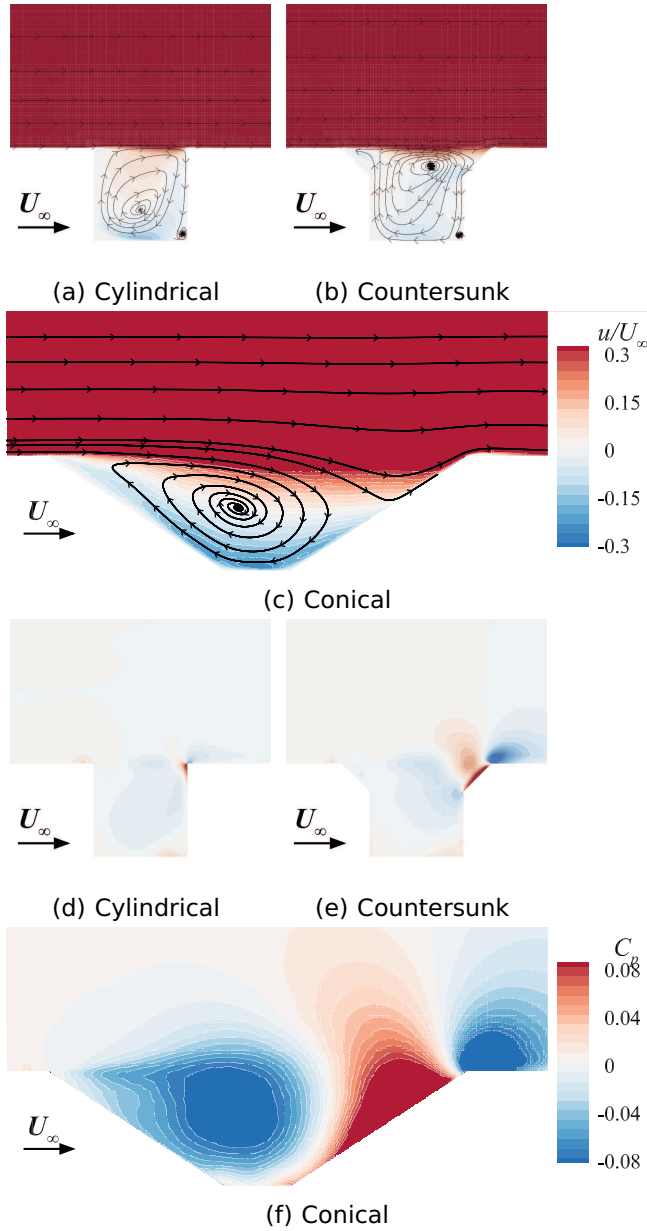 U∞
U∞
(a) Cylindrical
(b) Countersunk
u/U∞
0.3
0.15
0
-0.15
-0.3
U∞
(c) Conical
U∞
U∞
(d) Cylindrical
(e) Countersunk
Cp
0.08
0.04
0
-0.04
-0.08
U∞
(f) Conical